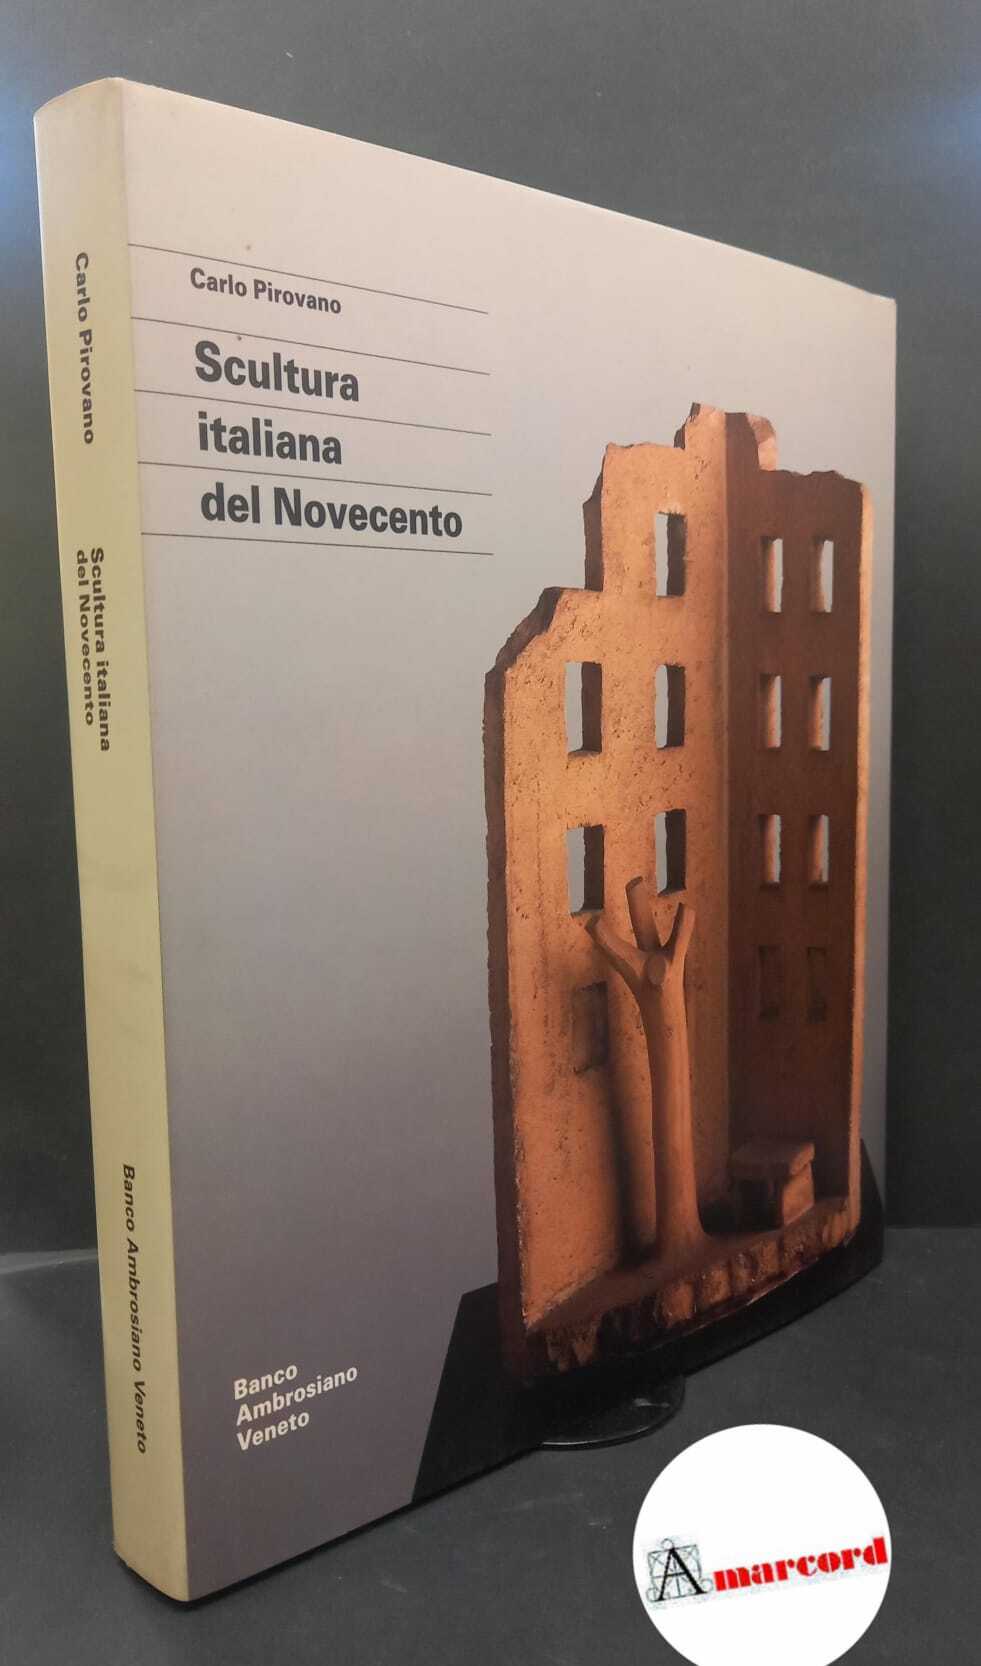 Carlo Pirovano
Scultura
italiana
del Novecento
Banco
Ambrosiano
Veneto
Carlo Pirovano
Scultura italiana
del Novecento
Banco Ambrosiano Veneto
Amarcord